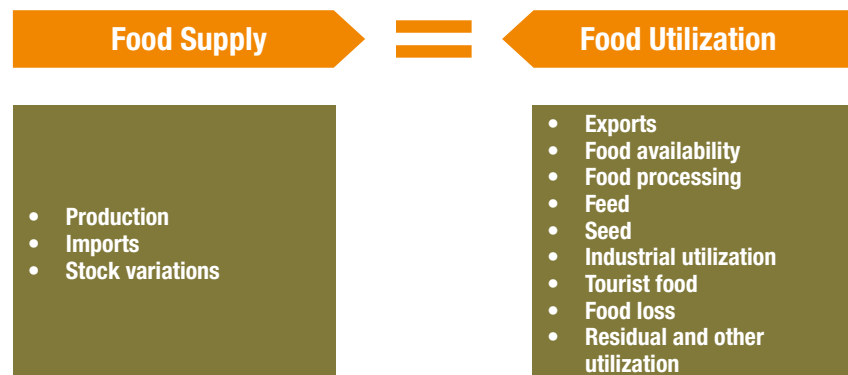 Food Supply
Food Utilization
• Production
• Imports
• Stock variations
• Exports
• Food availability
• Food processing
• Feed
• Seed
• Industrial utilization
• Tourist food
• Food loss
• Residual and other
utilization